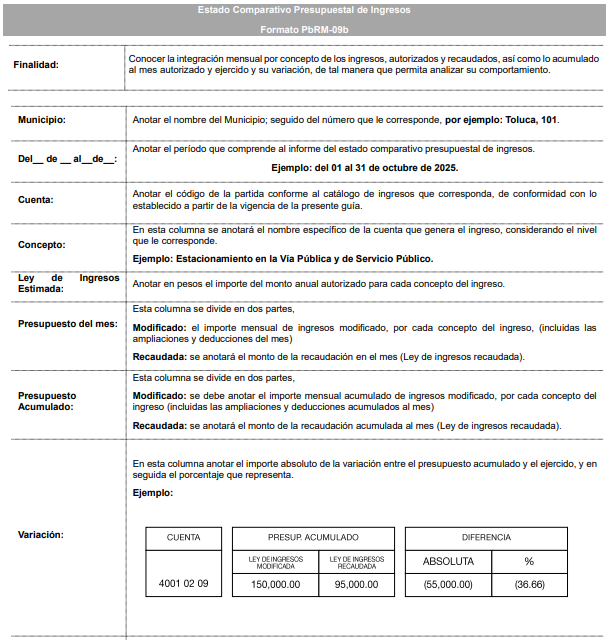 Estado Comparativo Presupuestal de Ingresos
Formato PbRM-09b
Finalidad:
Conocer la integración mensual por concepto de los ingresos, autorizados y recaudados, así como lo acumulado
al mes autorizado y ejercido y su variación, de tal manera que permita analizar su comportamiento.
Municipio:
Anotar el nombre del Municipio; seguido del número que le corresponde, por ejemplo: Toluca, 101.
Del__ de __ al__de__:
Anotar el período que comprende al informe del estado comparativo presupuestal de ingresos.
Ejemplo: del 01 al 31 de octubre de 2025.
Cuenta:
Anotar el código de la partida conforme al catálogo de ingresos que corresponda, de conformidad con lo
establecido a partir de la vigencia de la presente guía.
Concepto:
En esta columna se anotará el nombre específico de la cuenta que genera el ingreso, considerando el nivel
que le corresponde.
Ejemplo: Estacionamiento en la Vía Pública y de Servicio Público.
Ley de Ingresos
Estimada:
Anotar en pesos el importe del monto anual autorizado para cada concepto del ingreso.
Presupuesto del mes:
Esta columna se divide en dos partes,
Modificado: el importe mensual de ingresos modificado, por cada concepto del ingreso, (incluidas las
ampliaciones y deducciones del mes)
Recaudada: se anotará el monto de la recaudación en el mes (Ley de ingresos recaudada).
Presupuesto
Acumulado:
Esta columna se divide en dos partes,
Modificado: se debe anotar el importe mensual acumulado de ingresos modificado, por cada concepto del
ingreso (incluidas las ampliaciones y deducciones acumulados al mes)
Recaudada: se anotará el monto de la recaudación acumulada al mes (Ley de ingresos recaudada).
Variación:
En esta columna anotar el importe absoluto de la variación entre el presupuesto acumulado y el ejercido, y en
seguida el porcentaje que representa.
Ejemplo:
CUENTA
PRESUP. ACUMULADO
DIFERENCIA
LEY DE INGRESOS
MODIFICADA
LEY DE INGRESOS
RECAUDADA
ABSOLUTA
%
4001 02 09
150,000.00
95,000.00
(55,000.00)
(36.66)